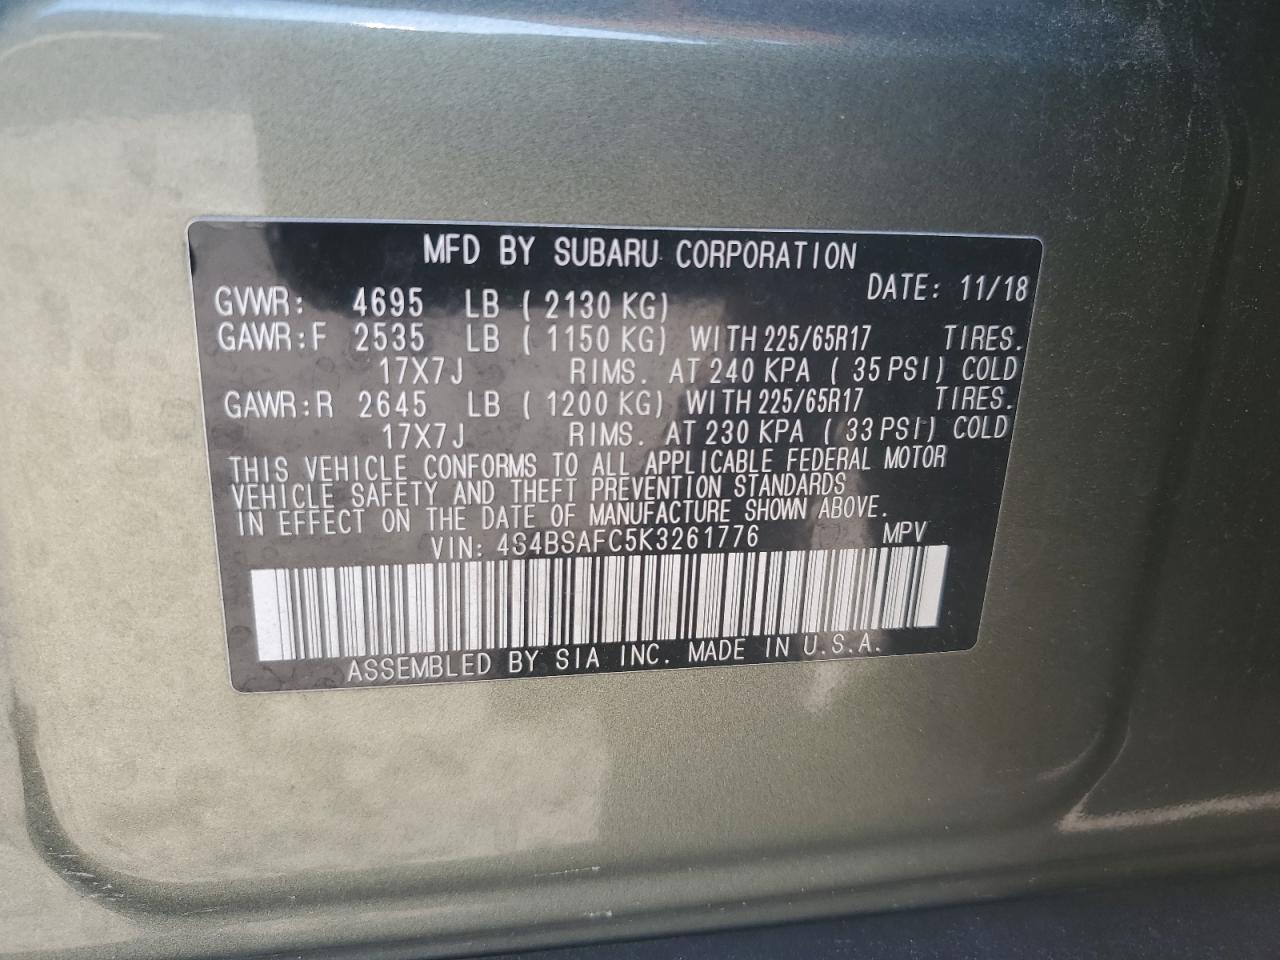 MFD BY SUBARU CORPORATION
DATE: 11/18
GVWR: 4695 LB ( 2130 KG)
GAWR:F 2535 LB ( 1150 KG) WITH 225/65R17 TIRES.
17X7J RIMS. AT 240 KPA ( 35 PSI) COLD
GAWR:R 2645 LB ( 1200 KG) WITH 225/65R17 TIRES.
17X7J RIMS. AT 230 KPA ( 33 PSI) COLD
THIS VEHICLE CONFORMS TO ALL APPLICABLE FEDERAL MOTOR
VEHICLE SAFETY AND THEFT PREVENTION STANDARDS
IN EFFECT ON THE DATE OF MANUFACTURE SHOWN ABOVE.
VIN: 4S4BSAFC5K3261776 MPV
ASSEMBLED BY SIA INC. MADE IN U.S.A.